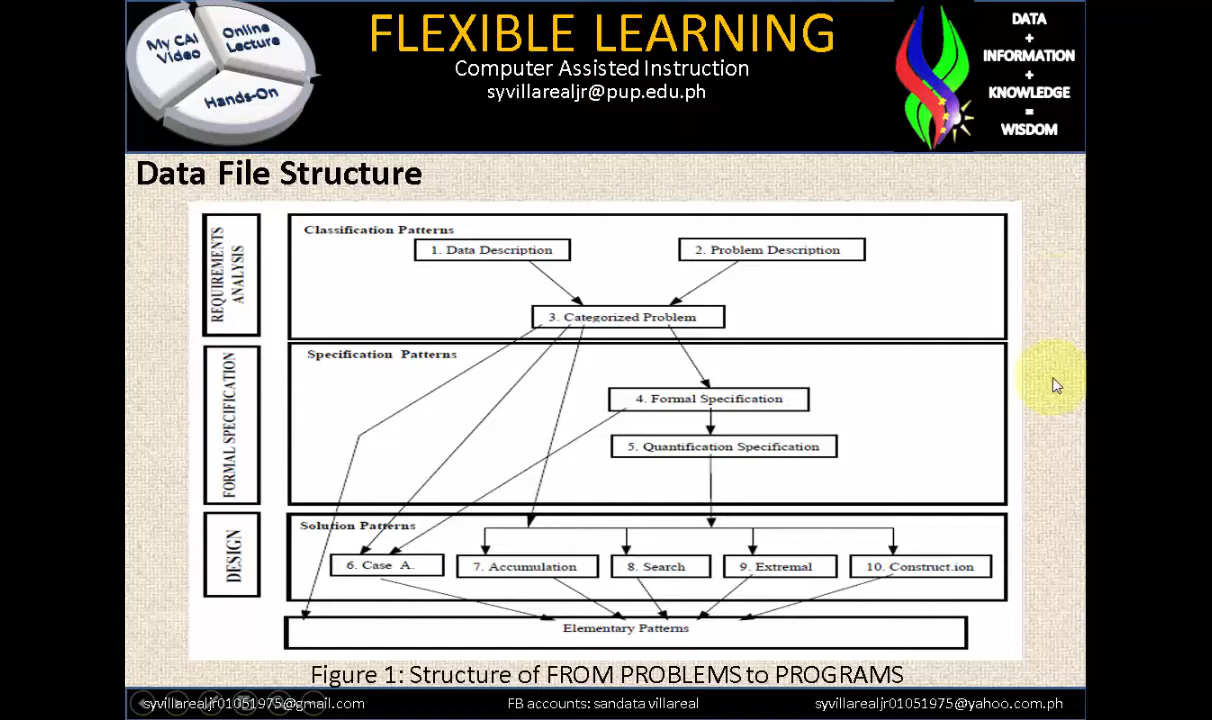 My CAI
Video
Online
Lecture
Hands-On
FLEXIBLE LEARNING
Computer Assisted Instruction
syvillarealjr@pup.edu.ph
DATA
+
INFORMATION
+
KNOWLEDGE
=
WISDOM
Data File Structure
REQUIREMENTS
ANALYSIS
Classification Patterns
1. Data Description
2. Problem Description
3. Categorized Problem
FORMAL SPECIFICATION
Specification Patterns
4. Formal Specification
5. Quantification Specification
DESIGN
Solution Patterns
6. Case A.
7. Accumulation
8. Search
9. Extremal
10. Construct.ion
Elementary Patterns
Figure 1: Structure of FROM PROBLEMS to PROGRAMS
syvillarealjr01051975@gmail.com
FB accounts: sandata villareal
syvillarealjr01051975@yahoo.com.ph